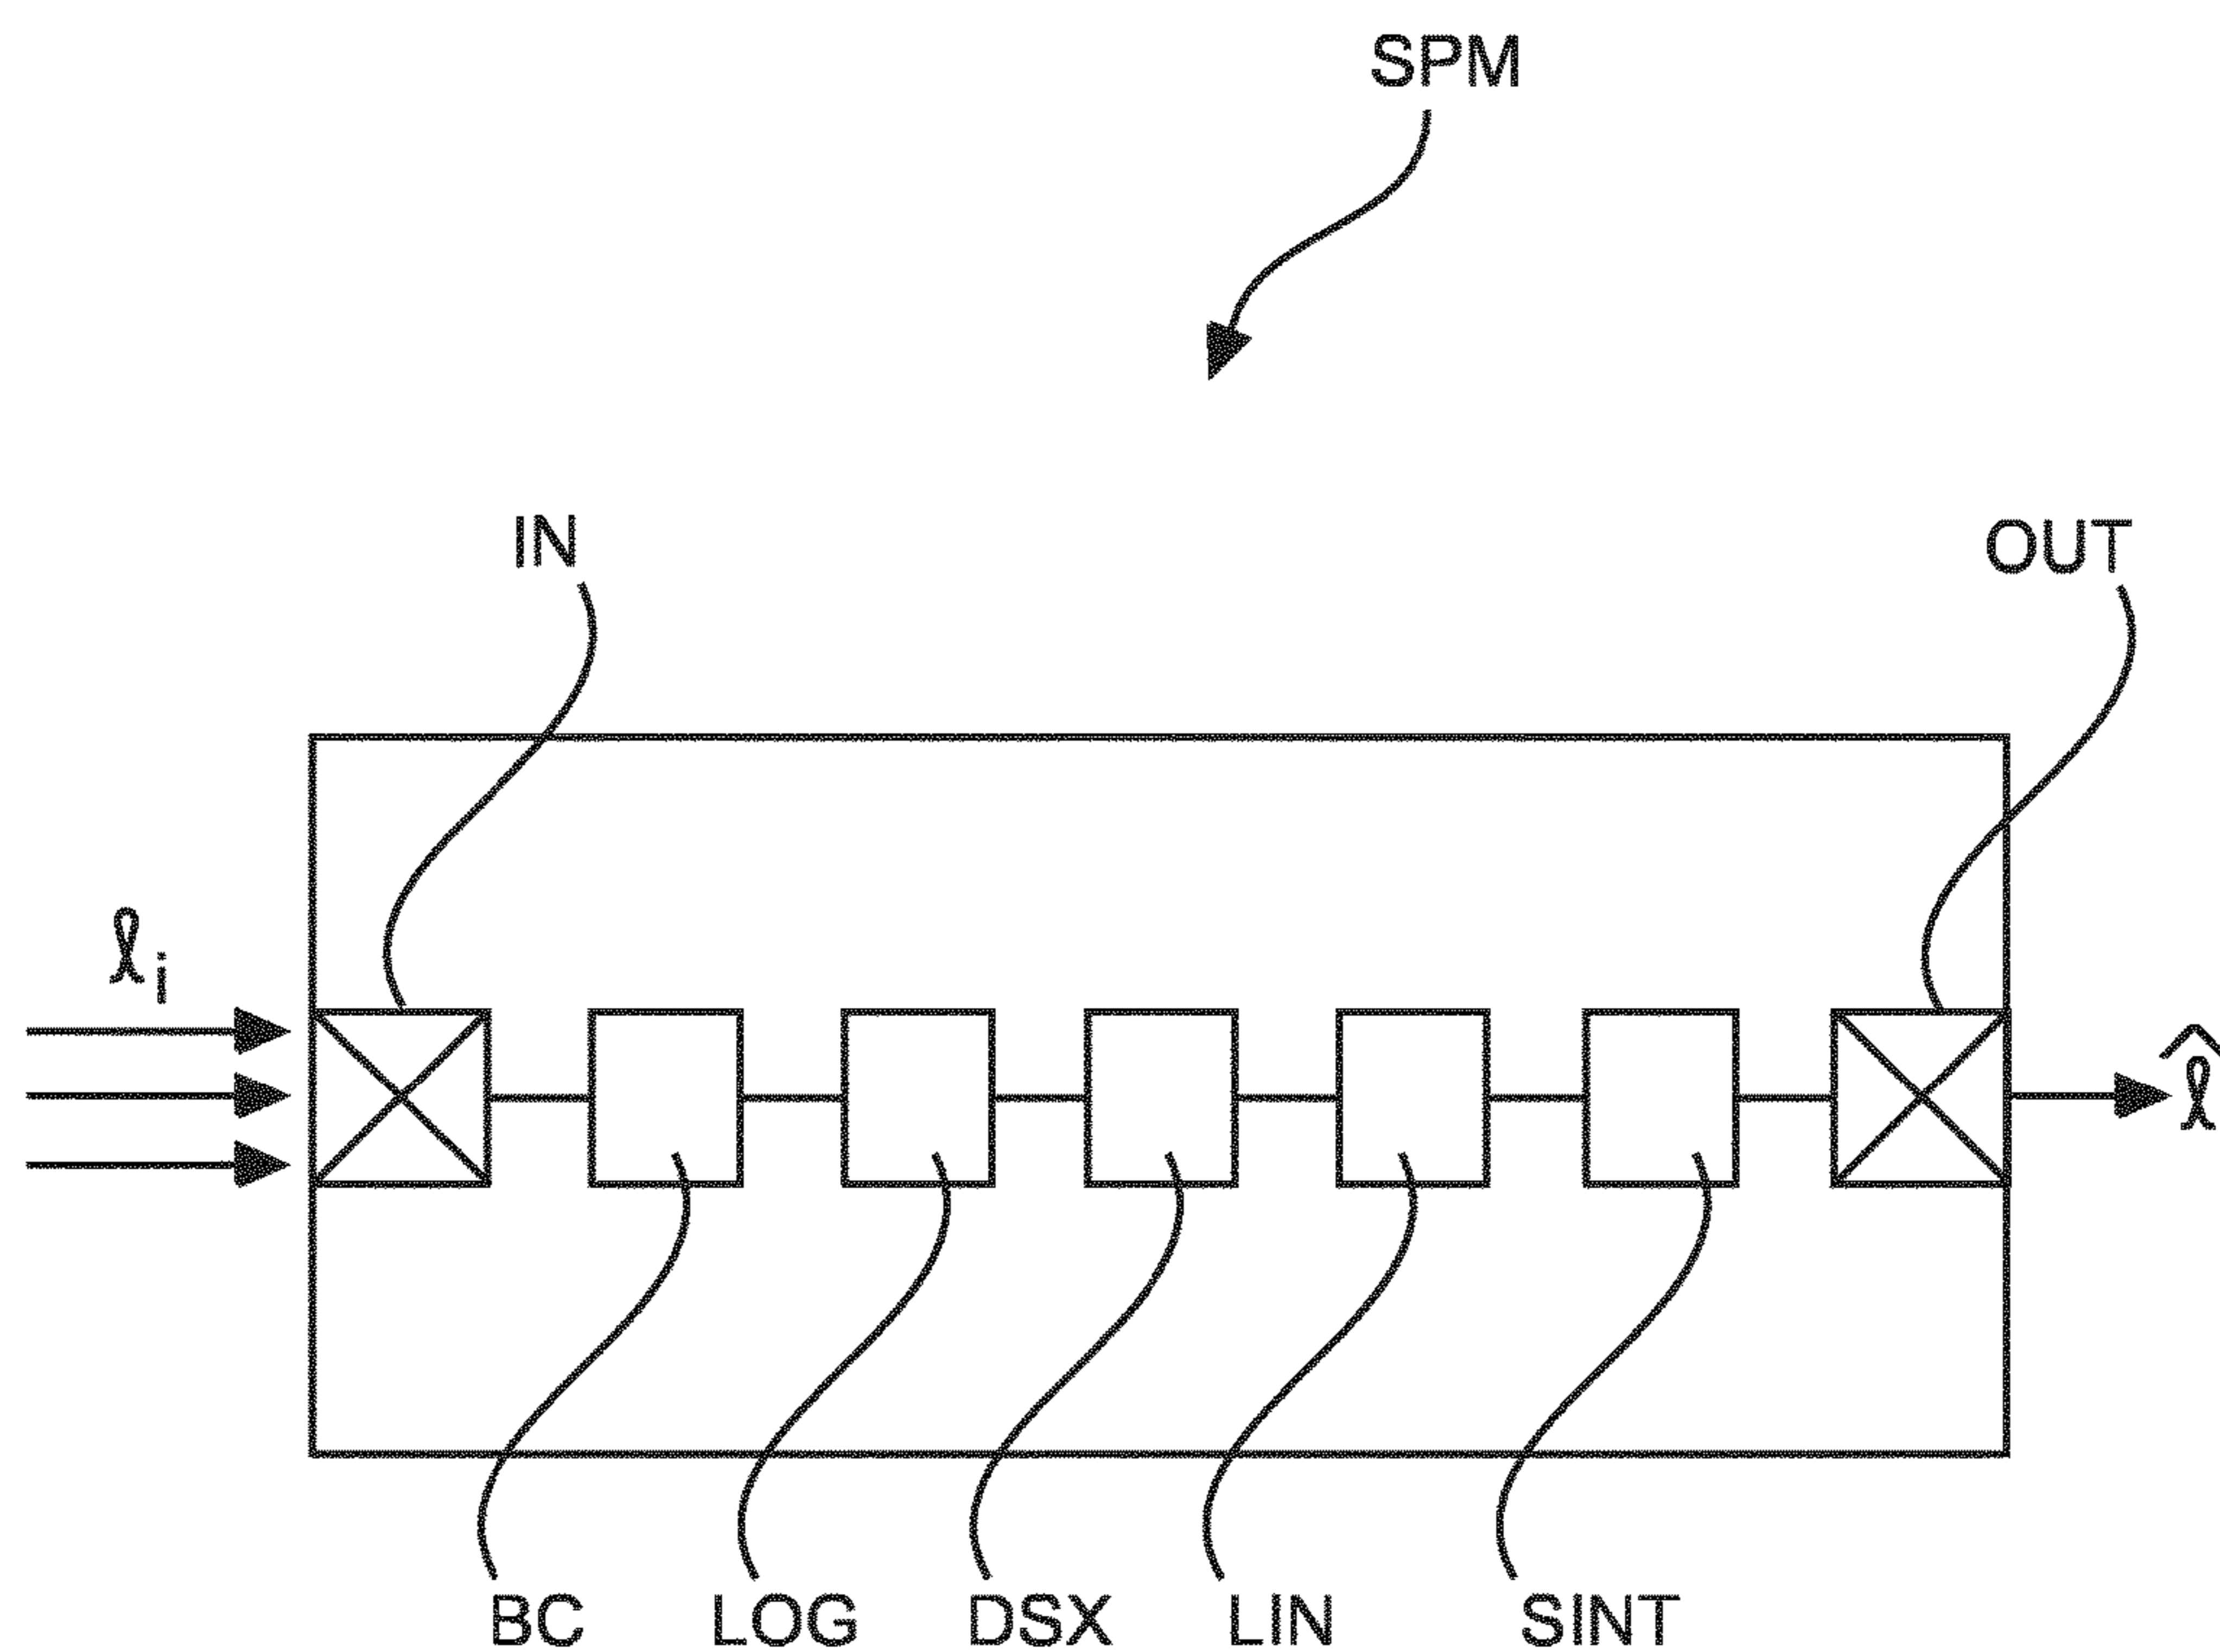 SPM
IN
OUT
ℓi
ℓ̂
BC
LOG
DSX
LIN
SINT